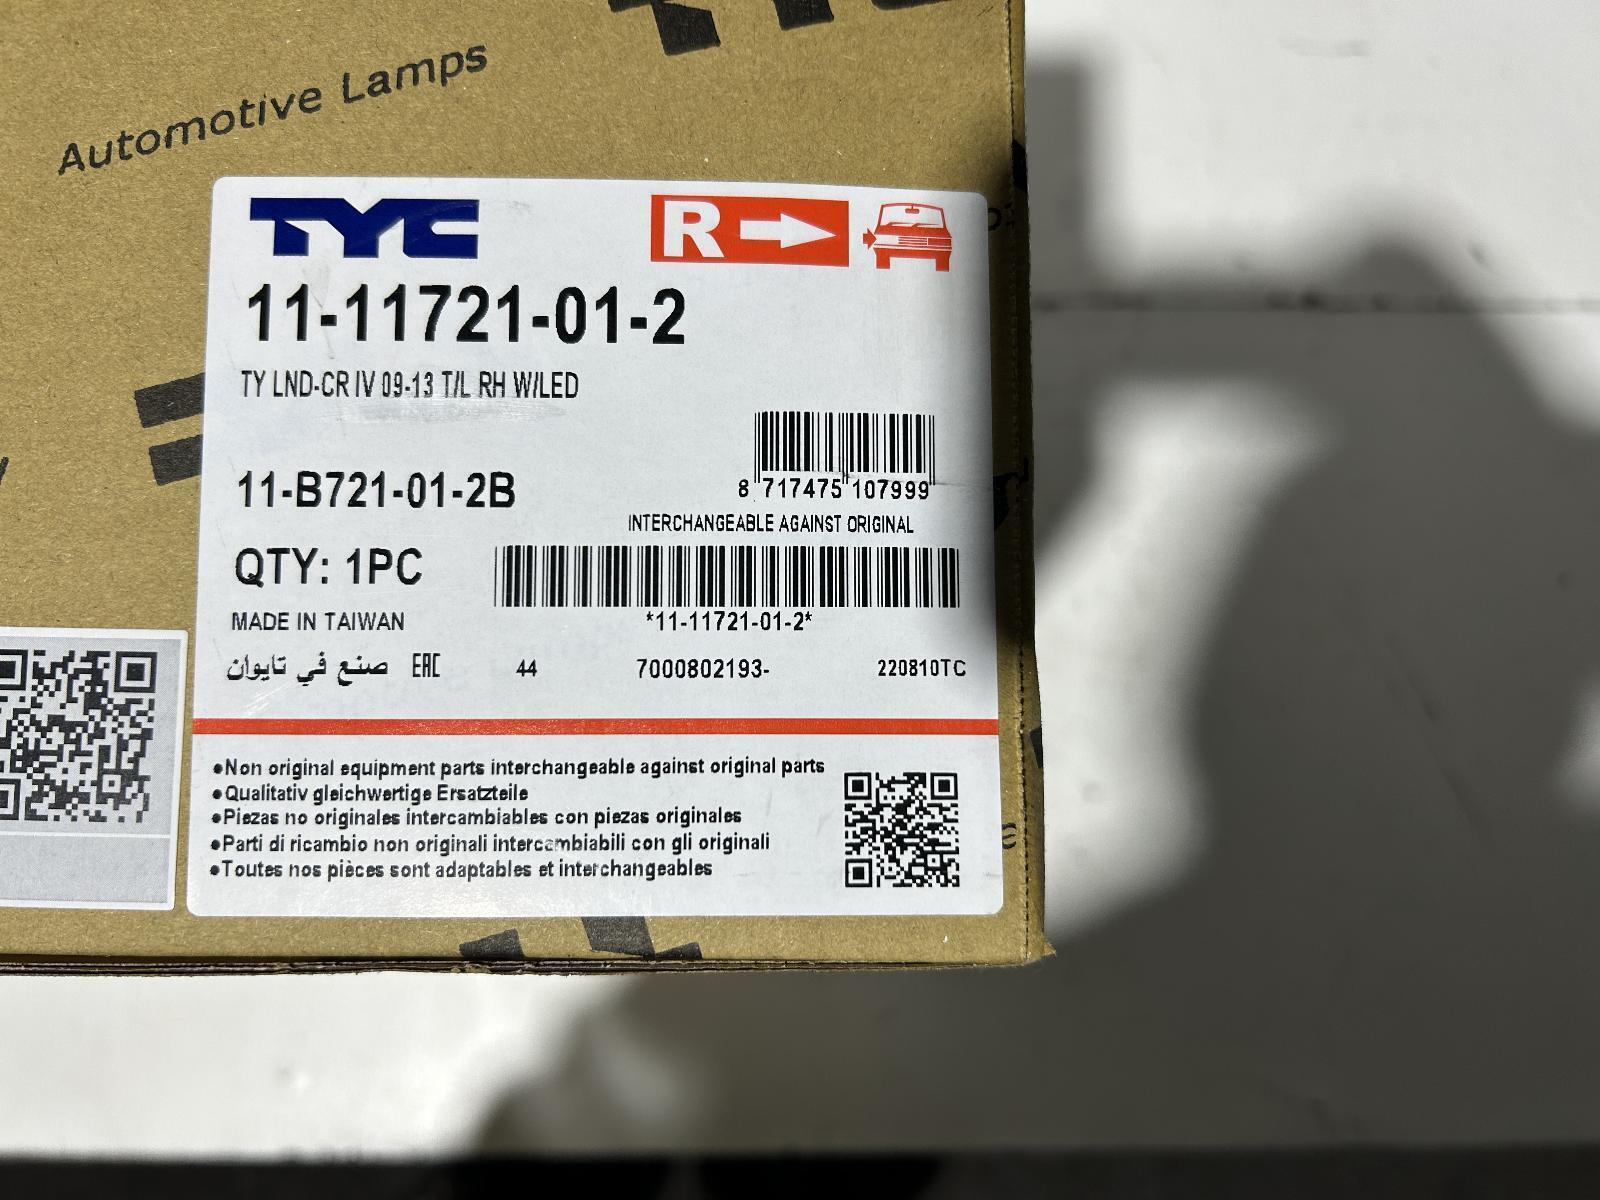 Automotive Lamps
TYC
R
11-11721-01-2
TY LND-CR IV 09-13 T/L RH W/LED
11-B721-01-2B
8 717475 107999
INTERCHANGEABLE AGAINST ORIGINAL
QTY: 1PC
*11-11721-01-2*
MADE IN TAIWAN
صنع في تايوان EAC 44 7000802193- 220810TC
•Non original equipment parts interchangeable against original parts
•Qualitativ gleichwertige Ersatzteile
•Piezas no originales intercambiables con piezas originales
•Parti di ricambio non originali intercambiabili con gli originali
•Toutes nos pièces sont adaptables et interchangeables